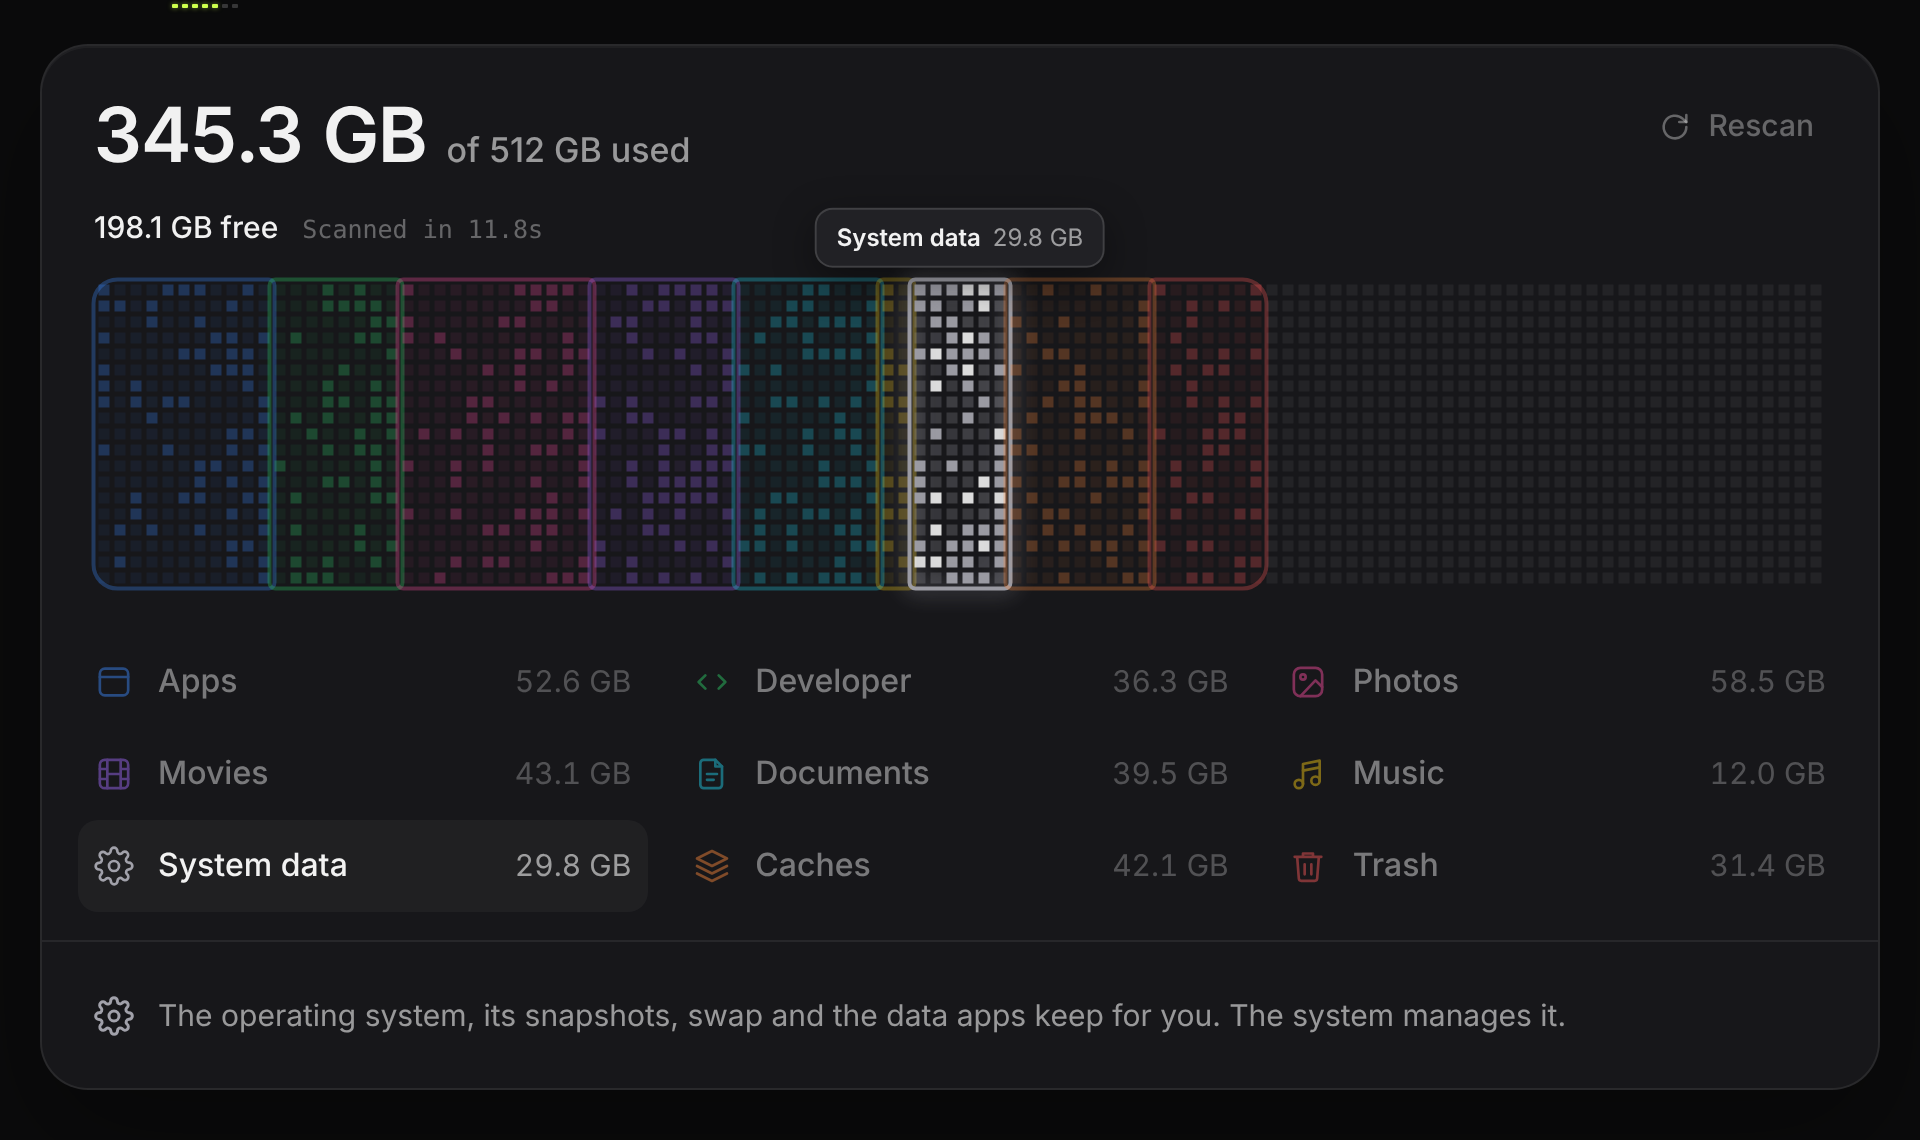 345.3 GB of 512 GB used
Rescan
198.1 GB free Scanned in 11.8s
System data 29.8 GB
Apps 52.6 GB
Developer 36.3 GB
Photos 58.5 GB
Movies 43.1 GB
Documents 39.5 GB
Music 12.0 GB
System data 29.8 GB
Caches 42.1 GB
Trash 31.4 GB
The operating system, its snapshots, swap and the data apps keep for you. The system manages it.